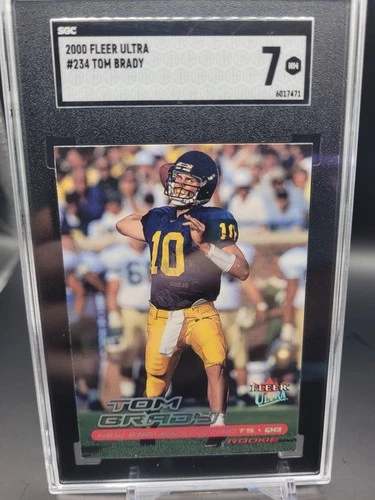 SGC
2000 FLEER ULTRA
#234 TOM BRADY
7 NM
6017471
10 10
TOM
BRADY
FLEER
ULTRA
NEW ENGLAND PATRIOTS • QB
ROOKIE